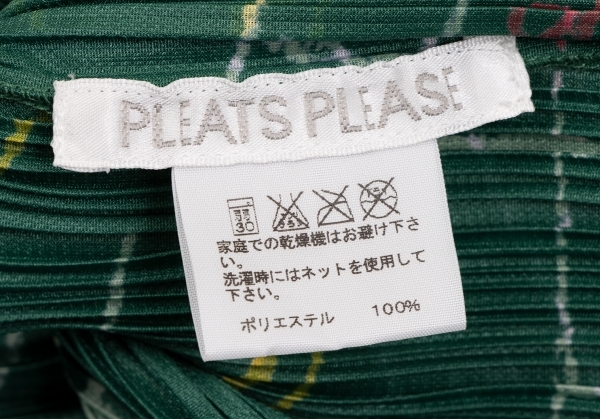 PLEATS PLEASE
弱 30
家庭での乾燥機はお避け下さ
い。
洗濯時にはネットを使用して
下さい。
ポリエステル 100%